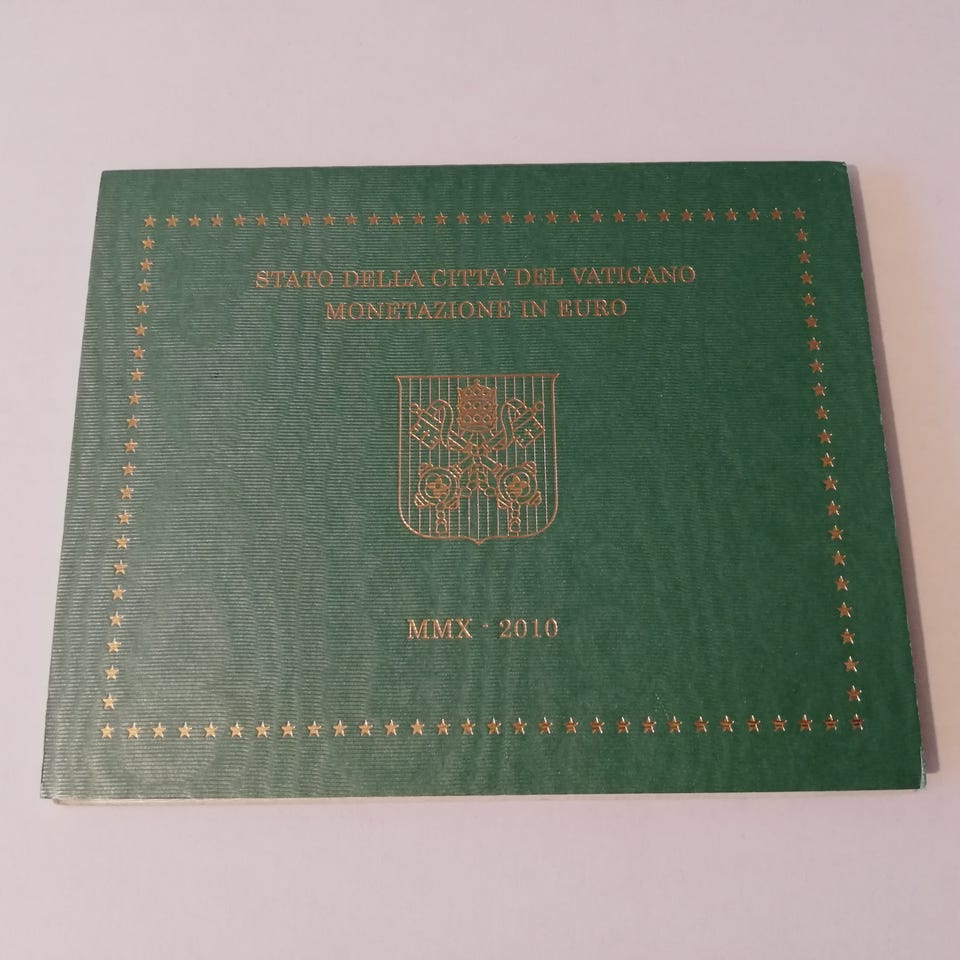 STATO DELLA CITTA' DEL VATICANO
MONETAZIONE IN EURO
MMX - 2010